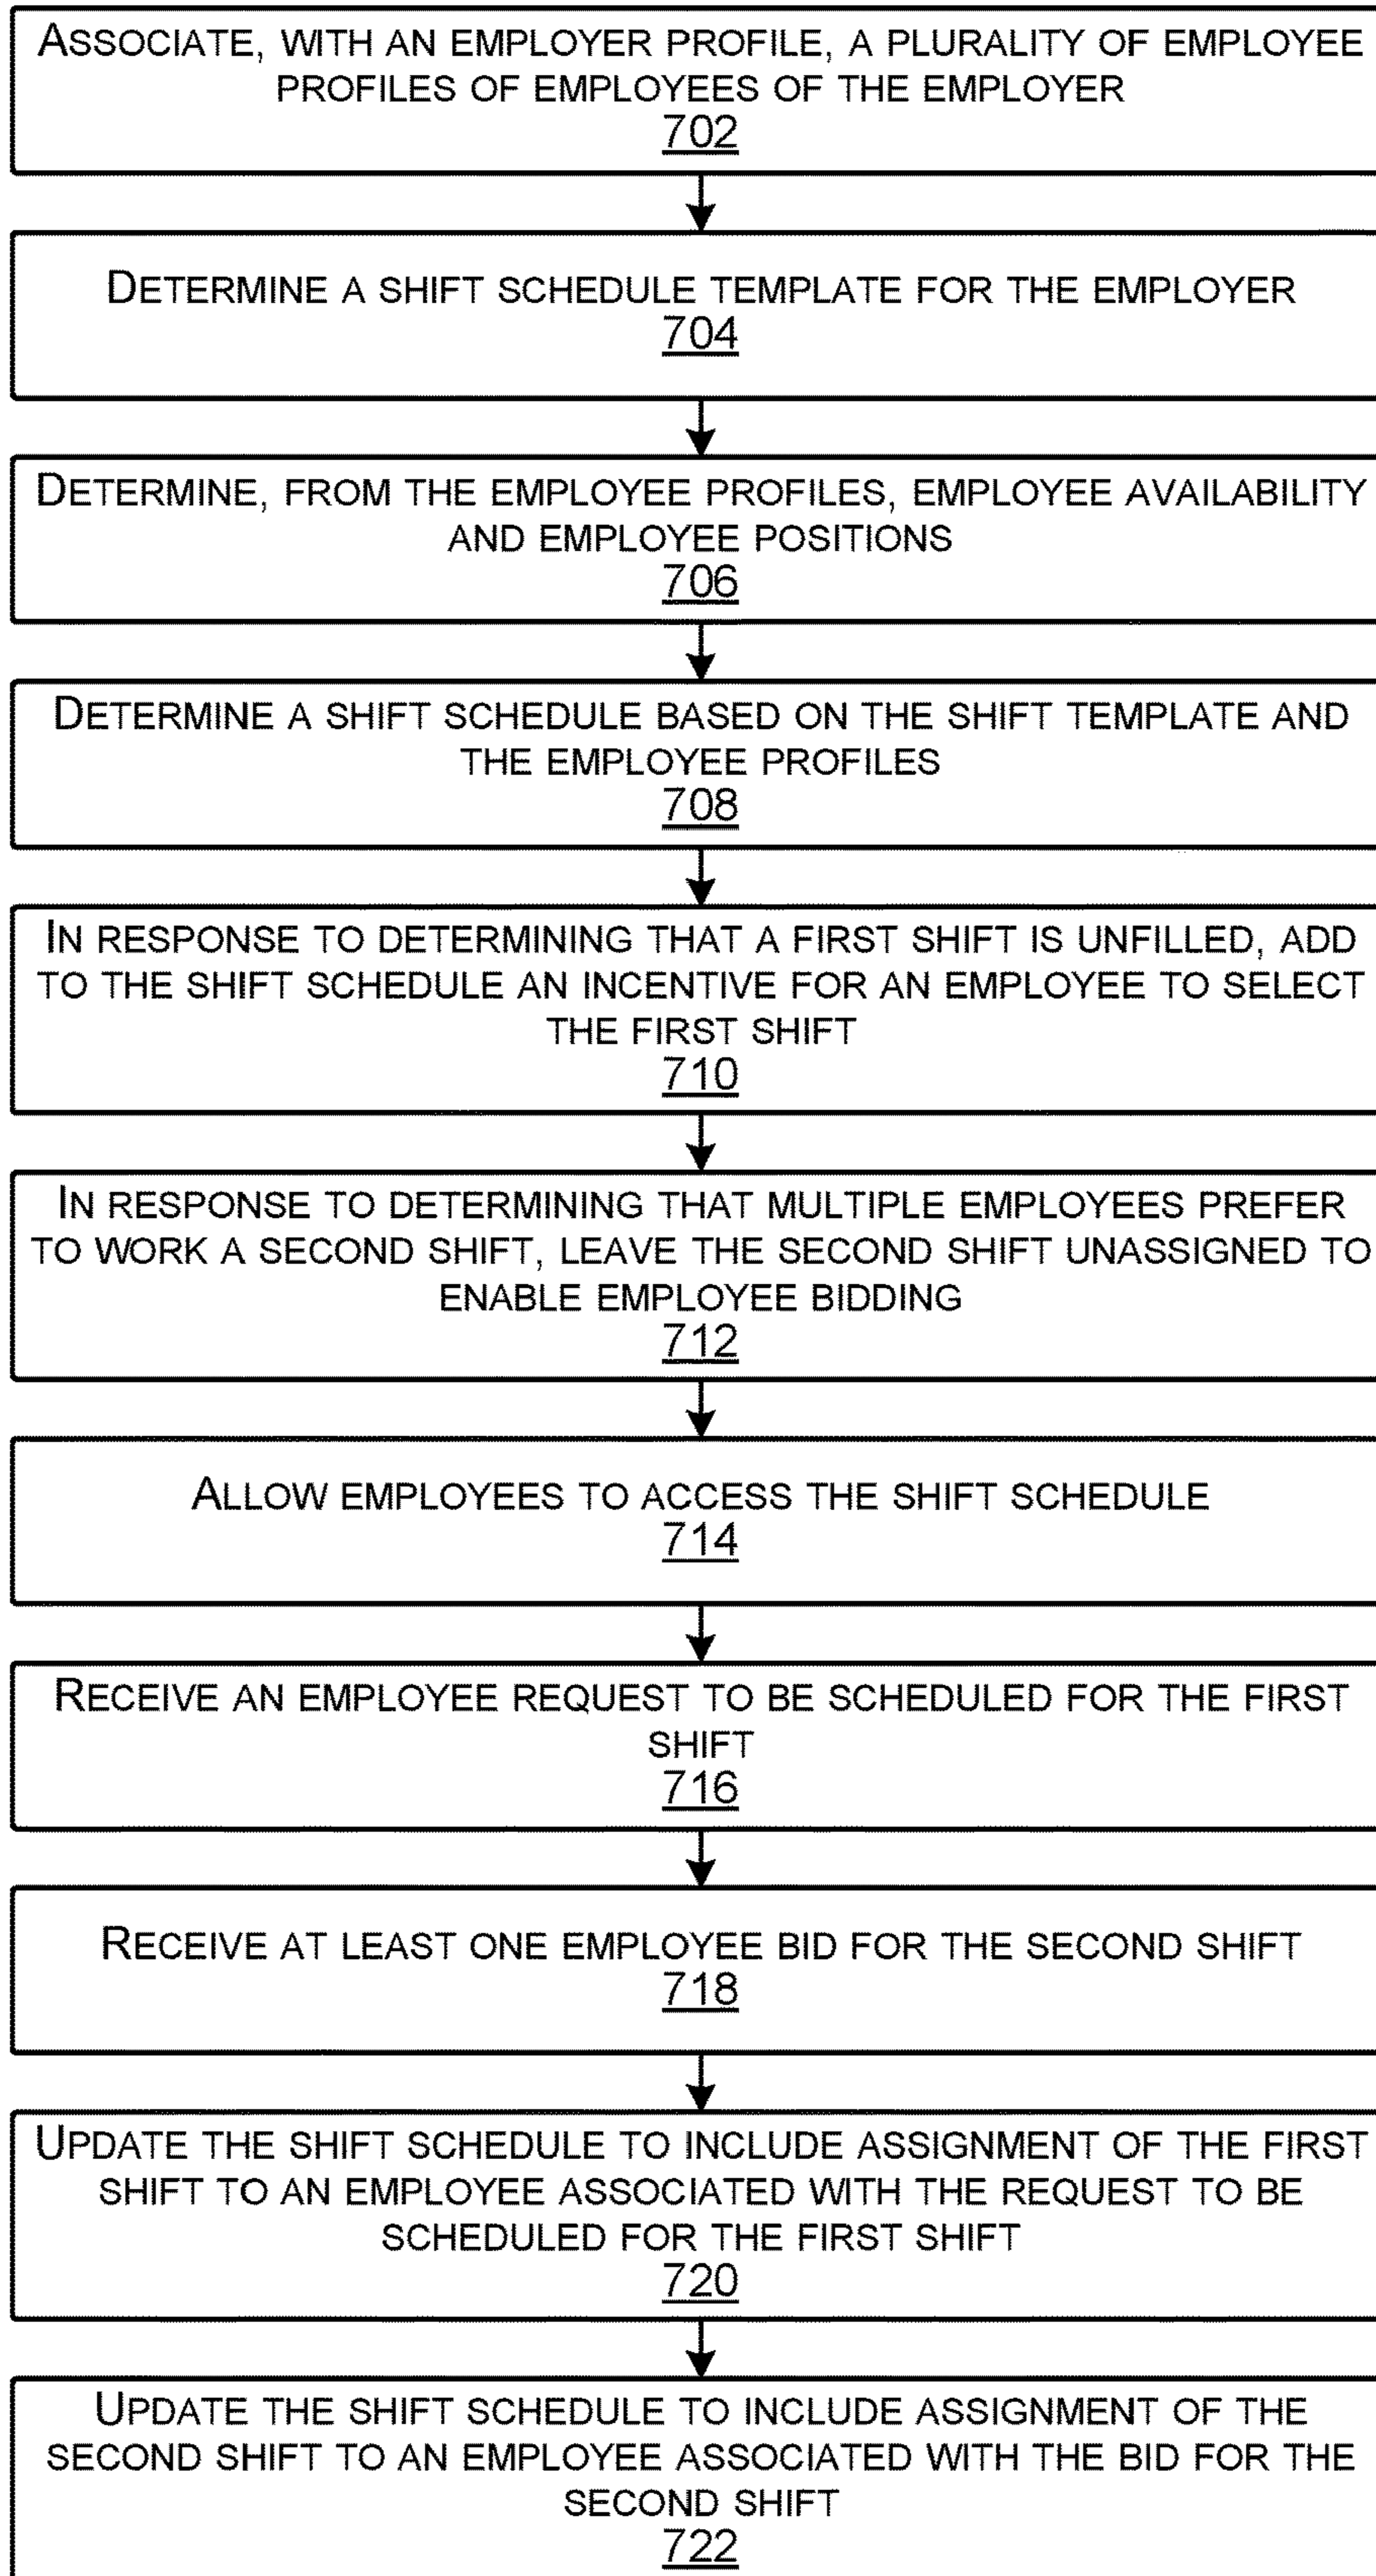 ASSOCIATE, WITH AN EMPLOYER PROFILE, A PLURALITY OF EMPLOYEE
PROFILES OF EMPLOYEES OF THE EMPLOYER
702
DETERMINE A SHIFT SCHEDULE TEMPLATE FOR THE EMPLOYER
704
DETERMINE, FROM THE EMPLOYEE PROFILES, EMPLOYEE AVAILABILITY
AND EMPLOYEE POSITIONS
706
DETERMINE A SHIFT SCHEDULE BASED ON THE SHIFT TEMPLATE AND
THE EMPLOYEE PROFILES
708
IN RESPONSE TO DETERMINING THAT A FIRST SHIFT IS UNFILLED, ADD
TO THE SHIFT SCHEDULE AN INCENTIVE FOR AN EMPLOYEE TO SELECT
THE FIRST SHIFT
710
IN RESPONSE TO DETERMINING THAT MULTIPLE EMPLOYEES PREFER
TO WORK A SECOND SHIFT, LEAVE THE SECOND SHIFT UNASSIGNED TO
ENABLE EMPLOYEE BIDDING
712
ALLOW EMPLOYEES TO ACCESS THE SHIFT SCHEDULE
714
RECEIVE AN EMPLOYEE REQUEST TO BE SCHEDULED FOR THE FIRST
SHIFT
716
RECEIVE AT LEAST ONE EMPLOYEE BID FOR THE SECOND SHIFT
718
UPDATE THE SHIFT SCHEDULE TO INCLUDE ASSIGNMENT OF THE FIRST
SHIFT TO AN EMPLOYEE ASSOCIATED WITH THE REQUEST TO BE
SCHEDULED FOR THE FIRST SHIFT
720
UPDATE THE SHIFT SCHEDULE TO INCLUDE ASSIGNMENT OF THE
SECOND SHIFT TO AN EMPLOYEE ASSOCIATED WITH THE BID FOR THE
SECOND SHIFT
722